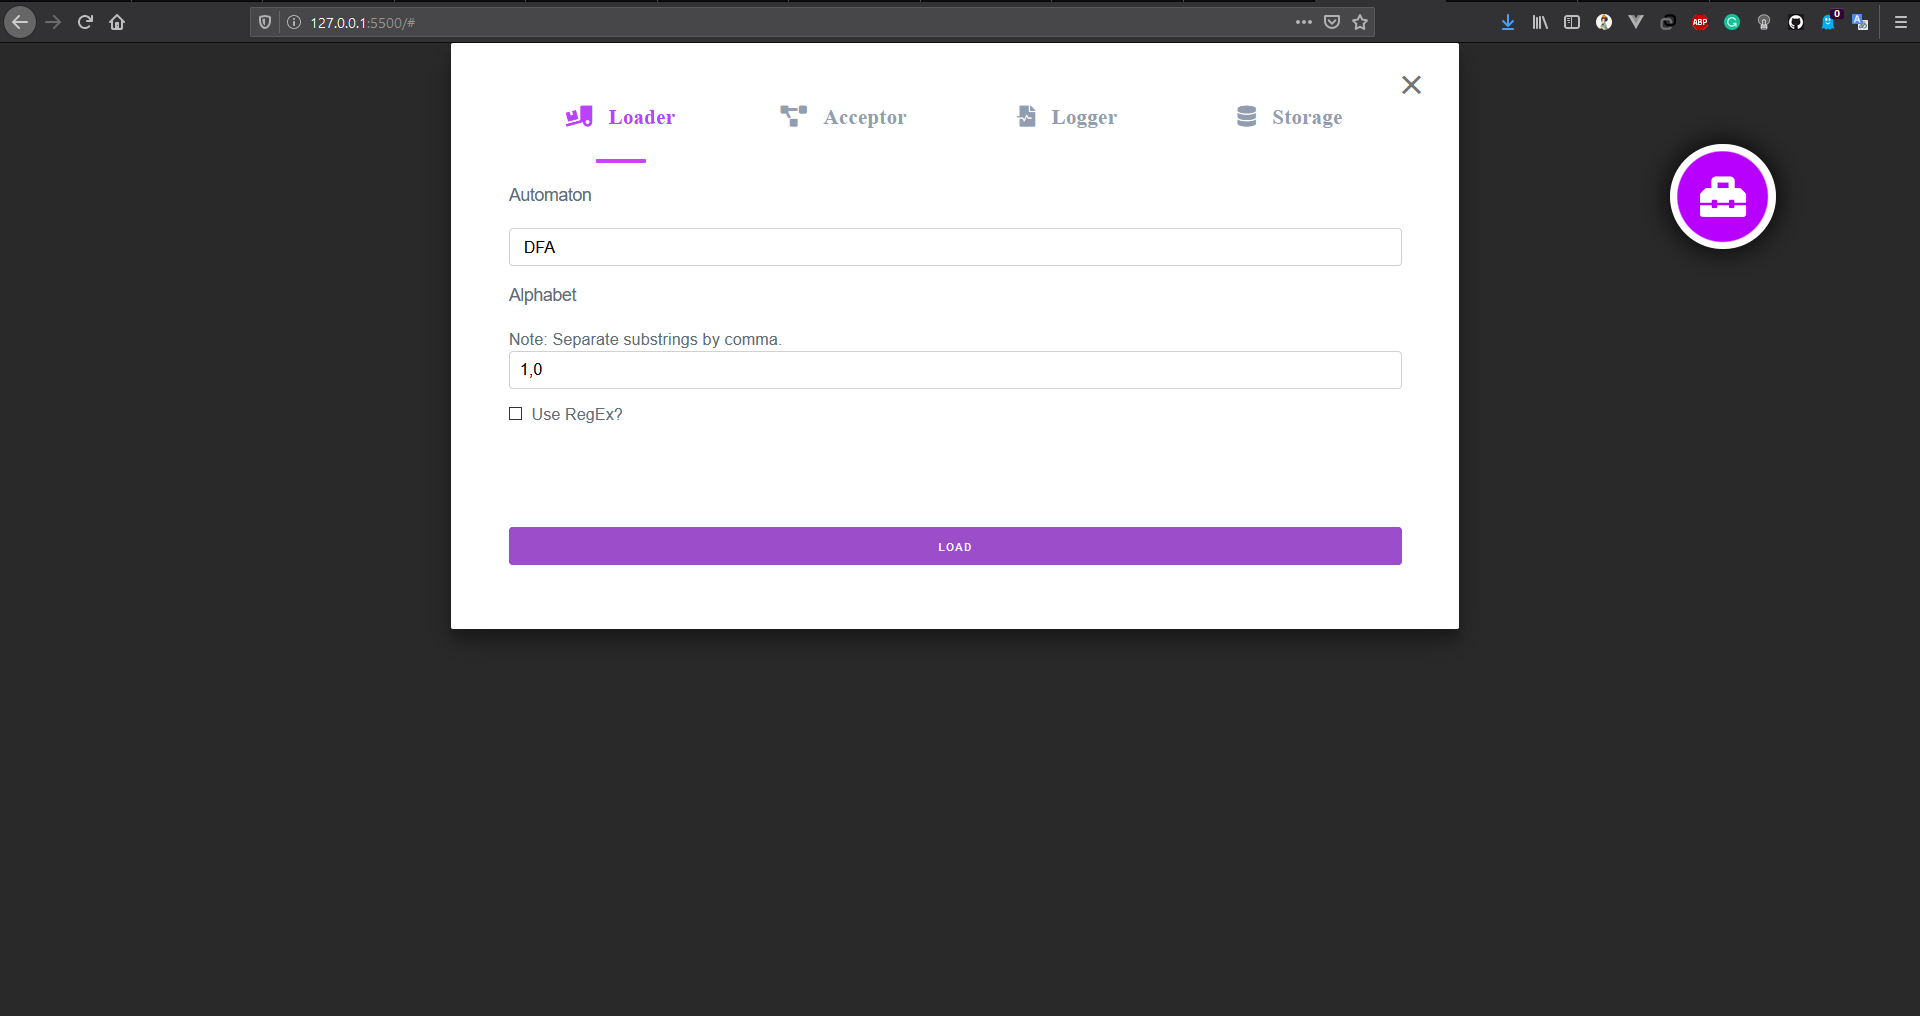 127.0.0.1:5500/#
ABP
0
Loader
Acceptor
Logger
Storage
Automaton
DFA
Alphabet
Note: Separate substrings by comma.
1,0
Use RegEx?
LOAD